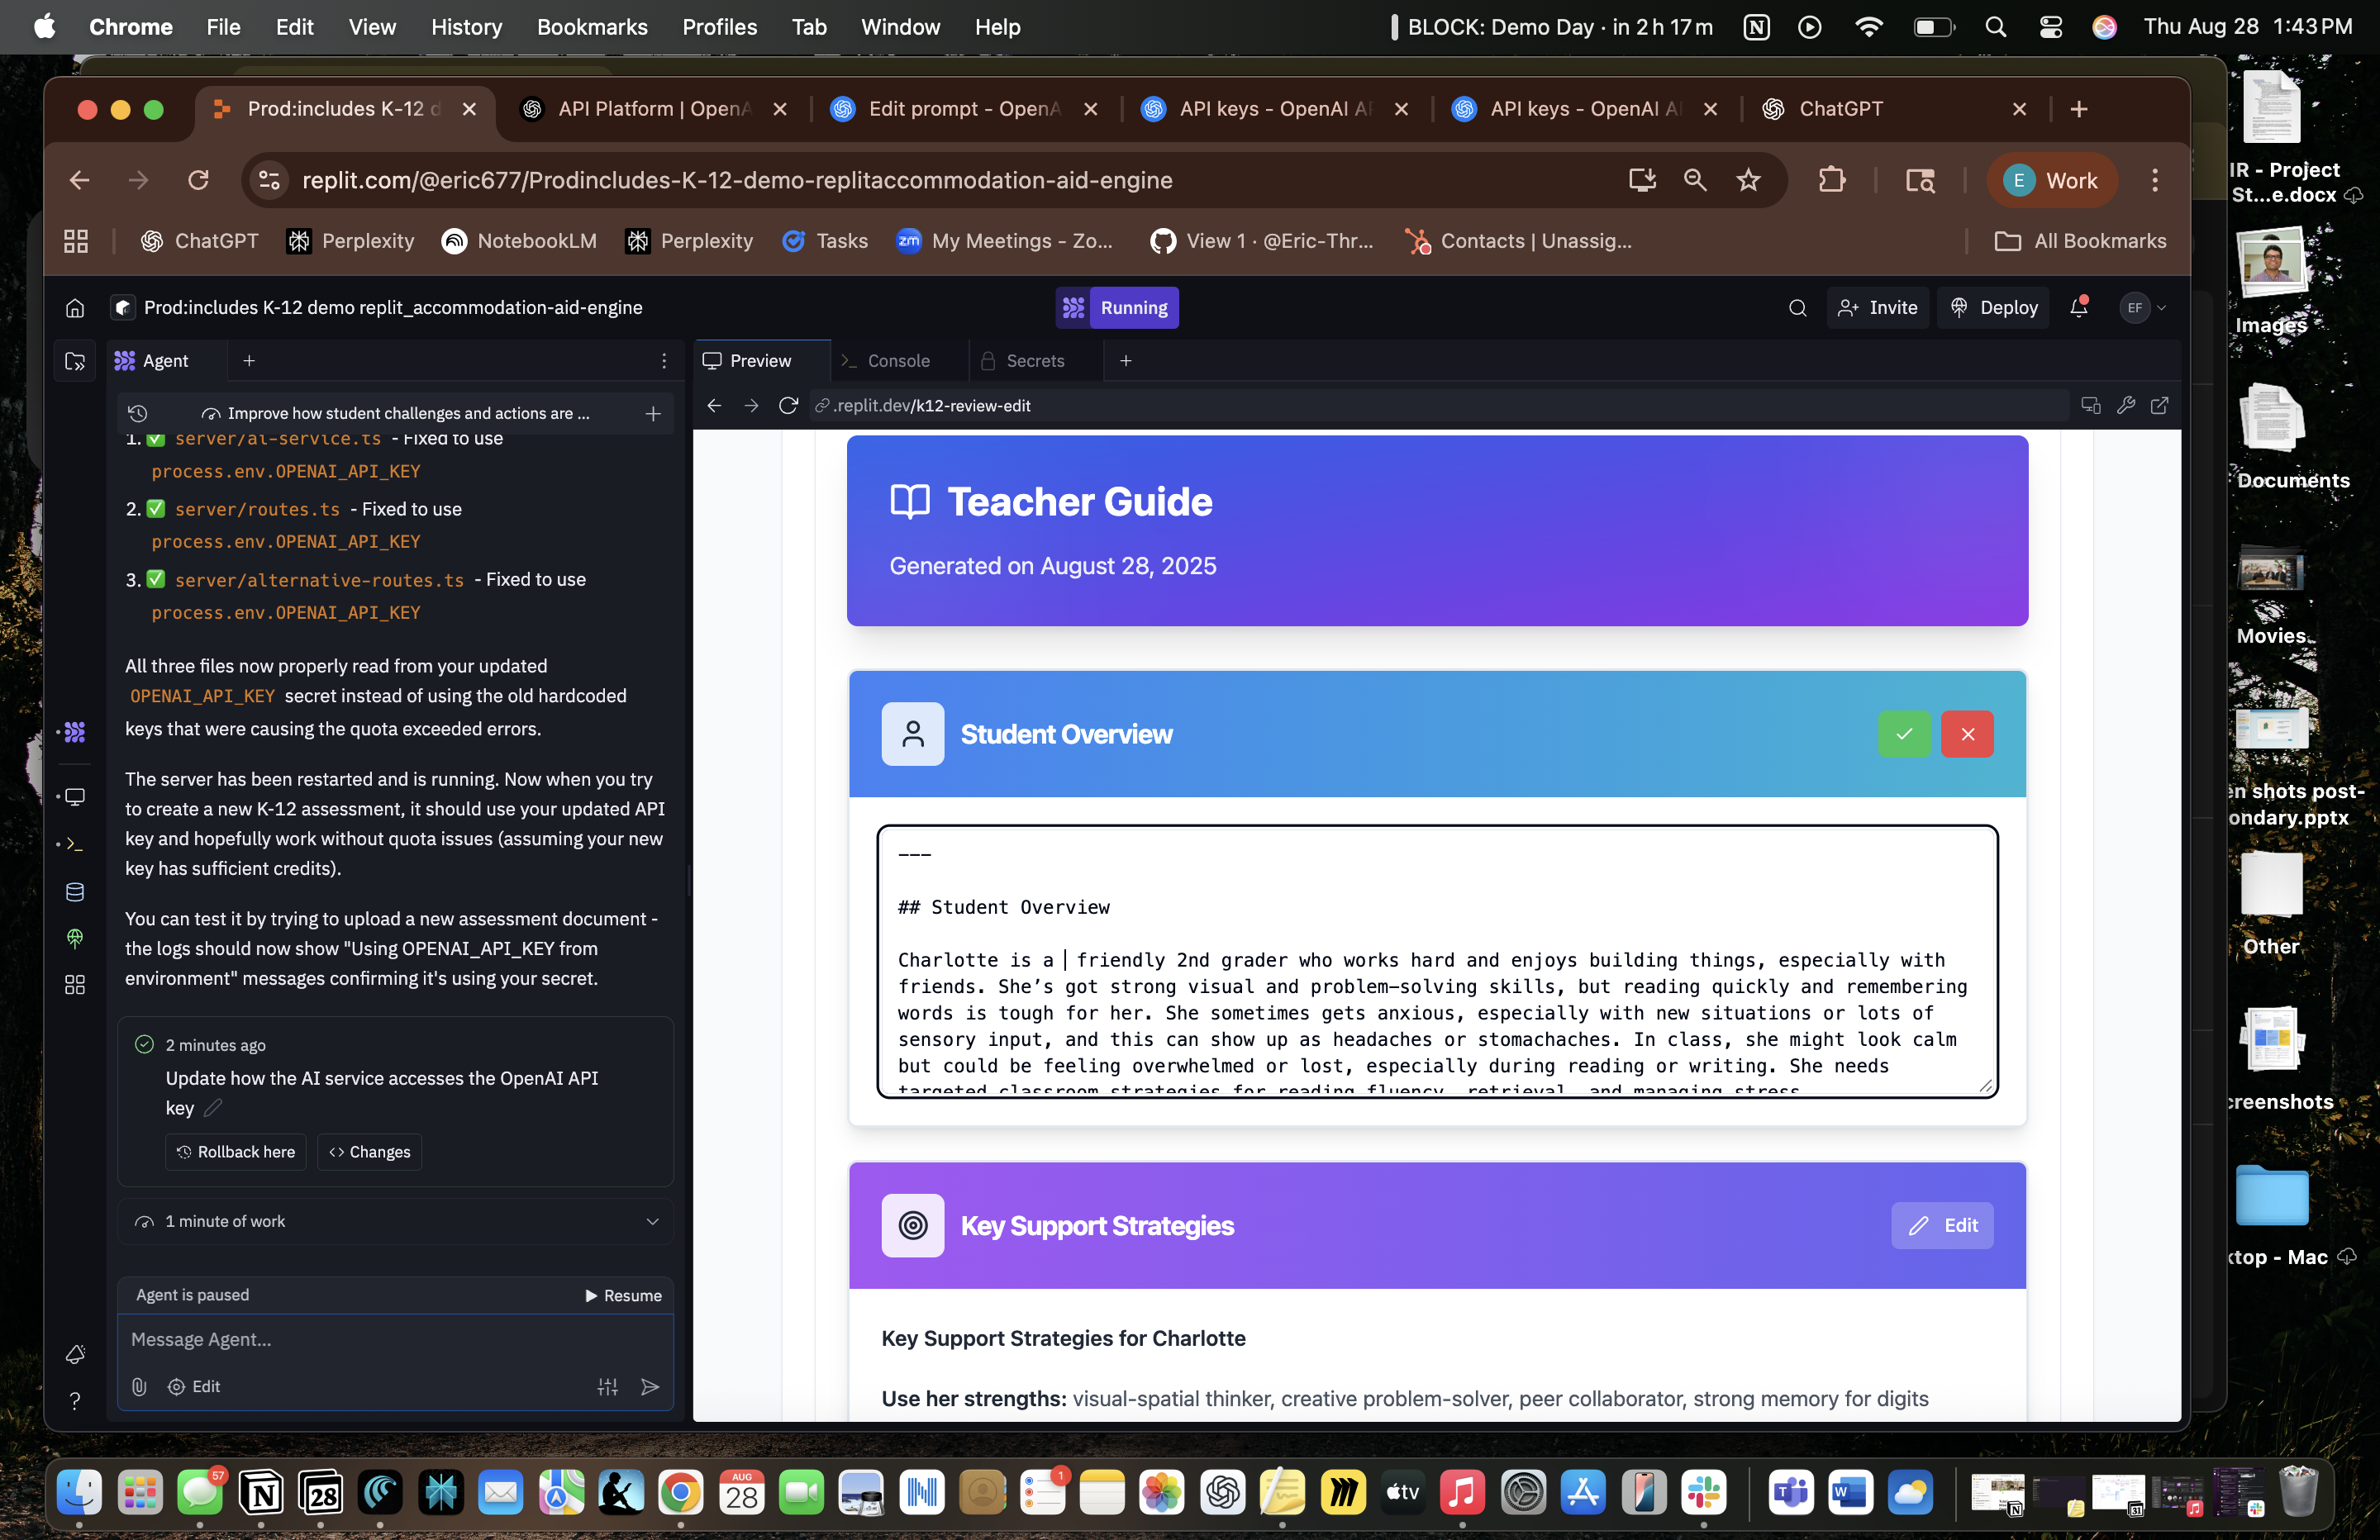 Chrome File Edit View History Bookmarks Profiles Tab Window Help
BLOCK: Demo Day · in 2 h 17 m
Thu Aug 28 1:43 PM
Prod:includes K-12 d
API Platform | OpenA
Edit prompt - OpenA
API keys - OpenAI AP
API keys - OpenAI AP
ChatGPT
replit.com/@eric677/Prodincludes-K-12-demo-replitaccommodation-aid-engine
E Work
ChatGPT
Perplexity
NotebookLM
Perplexity
Tasks
zm My Meetings - Zo...
View 1 · @Eric-Thr...
Contacts | Unassig...
All Bookmarks
Prod:includes K-12 demo replit_accommodation-aid-engine
Running
Invite
Deploy
EF
Agent
Improve how student challenges and actions are ...
1. ✅ server/ai-service.ts - Fixed to use
process.env.OPENAI_API_KEY
2. ✅ server/routes.ts - Fixed to use
process.env.OPENAI_API_KEY
3. ✅ server/alternative-routes.ts - Fixed to use
process.env.OPENAI_API_KEY
All three files now properly read from your updated
OPENAI_API_KEY secret instead of using the old hardcoded
keys that were causing the quota exceeded errors.
The server has been restarted and is running. Now when you try
to create a new K-12 assessment, it should use your updated API
key and hopefully work without quota issues (assuming your new
key has sufficient credits).
You can test it by trying to upload a new assessment document -
the logs should now show "Using OPENAI_API_KEY from
environment" messages confirming it's using your secret.
2 minutes ago
Update how the AI service accesses the OpenAI API
key
Rollback here
<> Changes
1 minute of work
Agent is paused
Resume
Message Agent...
Edit
?
Preview
Console
Secrets
.replit.dev/k12-review-edit
Teacher Guide
Generated on August 28, 2025
Student Overview
---
## Student Overview
Charlotte is a friendly 2nd grader who works hard and enjoys building things, especially with
friends. She’s got strong visual and problem-solving skills, but reading quickly and remembering
words is tough for her. She sometimes gets anxious, especially with new situations or lots of
sensory input, and this can show up as headaches or stomachaches. In class, she might look calm
but could be feeling overwhelmed or lost, especially during reading or writing. She needs
targeted classroom strategies for reading fluency, retrieval, and managing stress.
Key Support Strategies
Edit
Key Support Strategies for Charlotte
Use her strengths: visual-spatial thinker, creative problem-solver, peer collaborator, strong memory for digits
IR - Project
St...e.docx
Images
Documents
Movies
en shots post-
ondary.pptx
Other
creenshots
ktop - Mac
57
28
AUG
28
1
tv